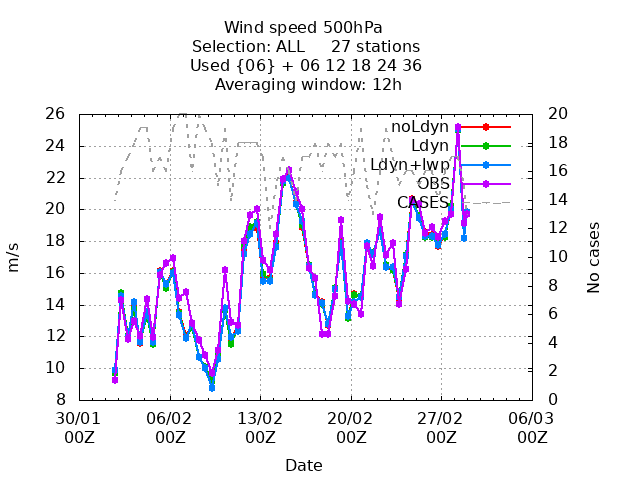 Wind speed 500hPa
Selection: ALL 27 stations
Used {06} + 06 12 18 24 36
Averaging window: 12h
noLdyn
Ldyn
Ldyn+lwp
OBS
CASES
26
24
22
20
18
16
14
12
10
8
m/s
20
18
16
14
12
10
8
6
4
2
0
No cases
30/01 06/02 13/02 20/02 27/02 06/03
00Z 00Z 00Z 00Z 00Z 00Z
Date